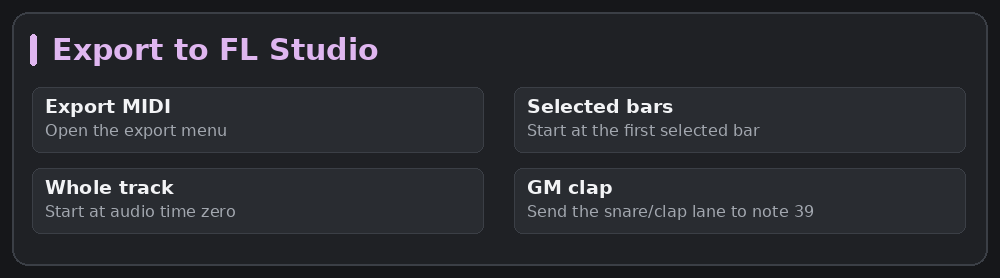 Export to FL Studio
Export MIDI
Open the export menu
Selected bars
Start at the first selected bar
Whole track
Start at audio time zero
GM clap
Send the snare/clap lane to note 39